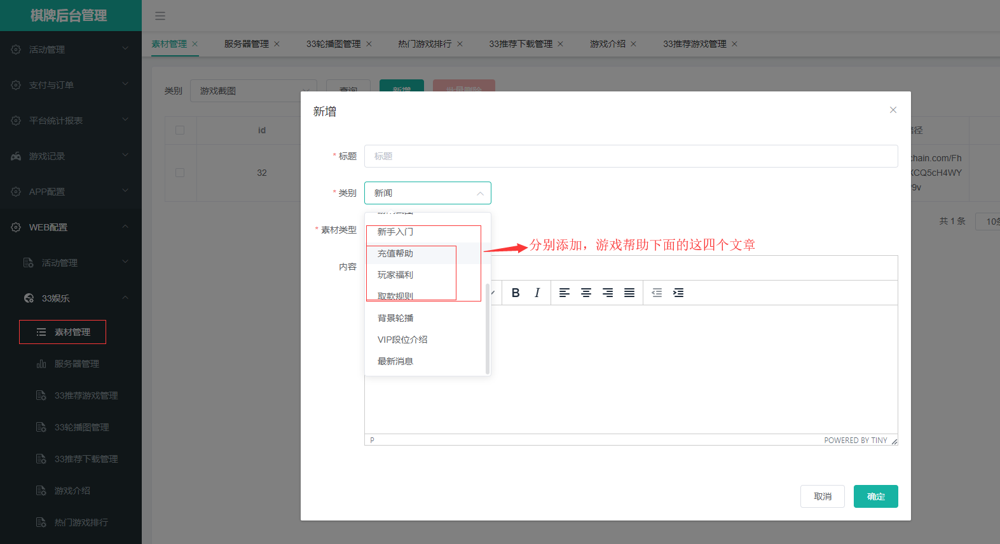 棋牌后台管理
活动管理
支付与订单
平台统计报表
游戏记录
APP配置
WEB配置
活动管理
33娱乐
素材管理
服务器管理
33推荐游戏管理
33轮播图管理
33推荐下载管理
游戏介绍
热门游戏排行
素材管理 服务器管理 33轮播图管理 热门游戏排行 33推荐下载管理 游戏介绍 33推荐游戏管理
类别 游戏截图 查询 新增 批量删除
id
32
路径
chain.com/Fh
XCQ5cH4WY
9v
共 1 条 10条
新增
* 标题 标题
* 类别 新闻
* 素材类型
内容
游戏截图
新手入门
充值帮助
玩家福利
取款规则
背景轮播
VIP段位介绍
最新消息
分别添加，游戏帮助下面的这四个文章
B I
P POWERED BY TINY
取消 确定